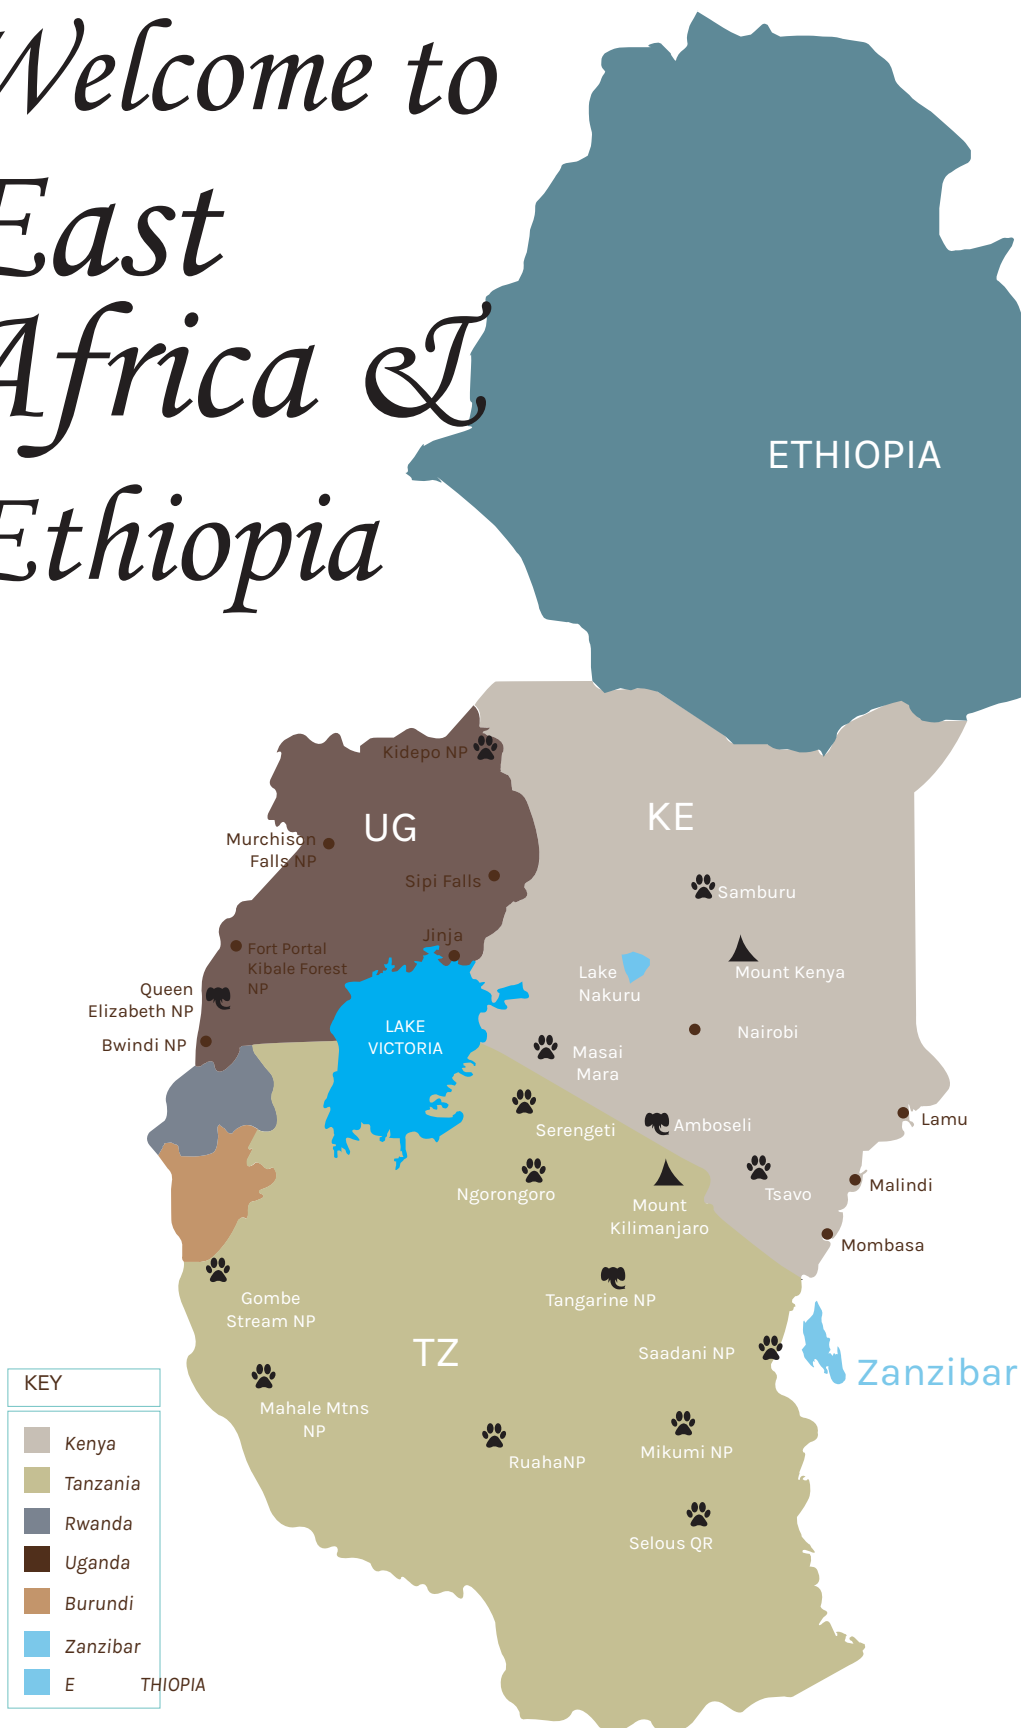 Welcome to
East
Africa &
Ethiopia
ETHIOPIA
Kidepo NP
UG
KE
Murchison
Falls NP
Sipi Falls
Samburu
Jinja
Fort Portal
Kibale Forest
NP
Lake
Nakuru
Mount Kenya
Queen
Elizabeth NP
LAKE
VICTORIA
Nairobi
Bwindi NP
Masai
Mara
Serengeti
Amboseli
Lamu
Ngorongoro
Mount
Kilimanjaro
Tsavo
Malindi
Mombasa
Gombe
Stream NP
Tangarine NP
TZ
Saadani NP
Zanzibar
Mahale Mtns
NP
RuahaNP
Mikumi NP
Selous QR
KEY
Kenya
Tanzania
Rwanda
Uganda
Burundi
Zanzibar
E THIOPIA